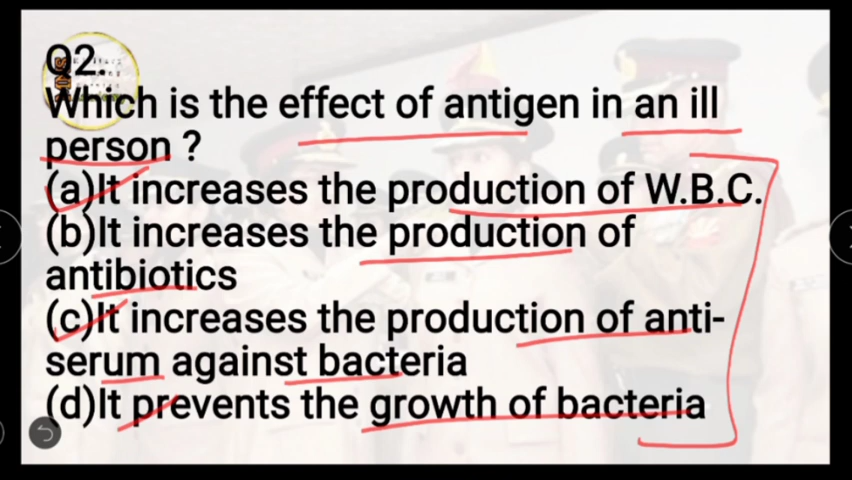 Q2.
Which is the effect of antigen in an ill
person ?
(a)It increases the production of W.B.C.
(b)It increases the production of
antibiotics
(c)It increases the production of anti-
serum against bacteria
(d)It prevents the growth of bacteria